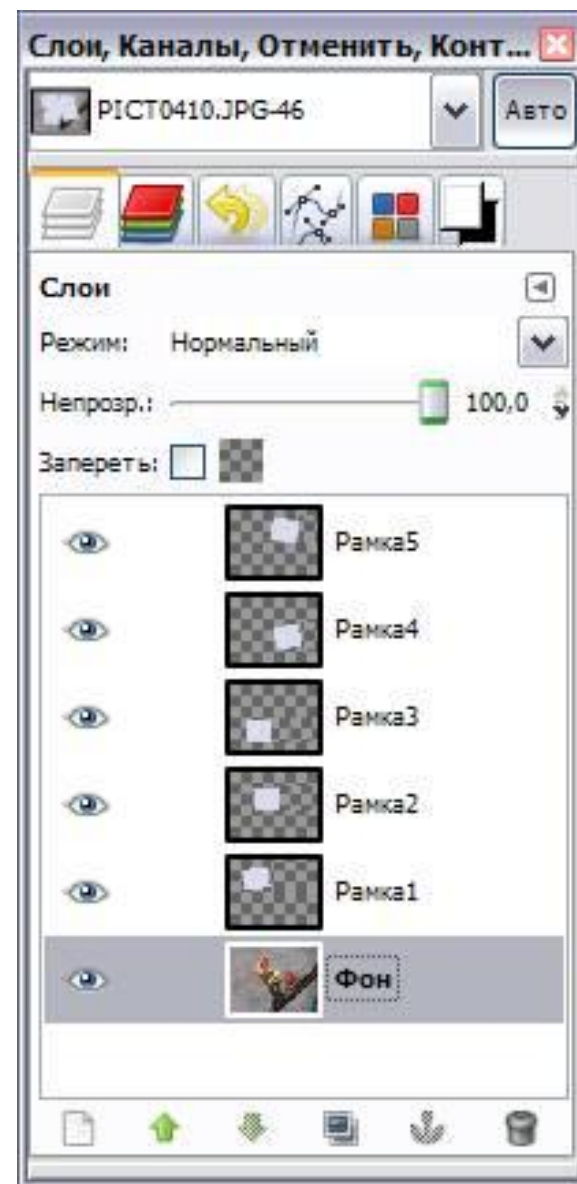 Слои, Каналы, Отменить, Конт...
PICT0410.JPG-46
Авто
Слои
Режим: Нормальный
Непрозр.: 100,0
Запереть:
Рамка5
Рамка4
Рамка3
Рамка2
Рамка1
Фон